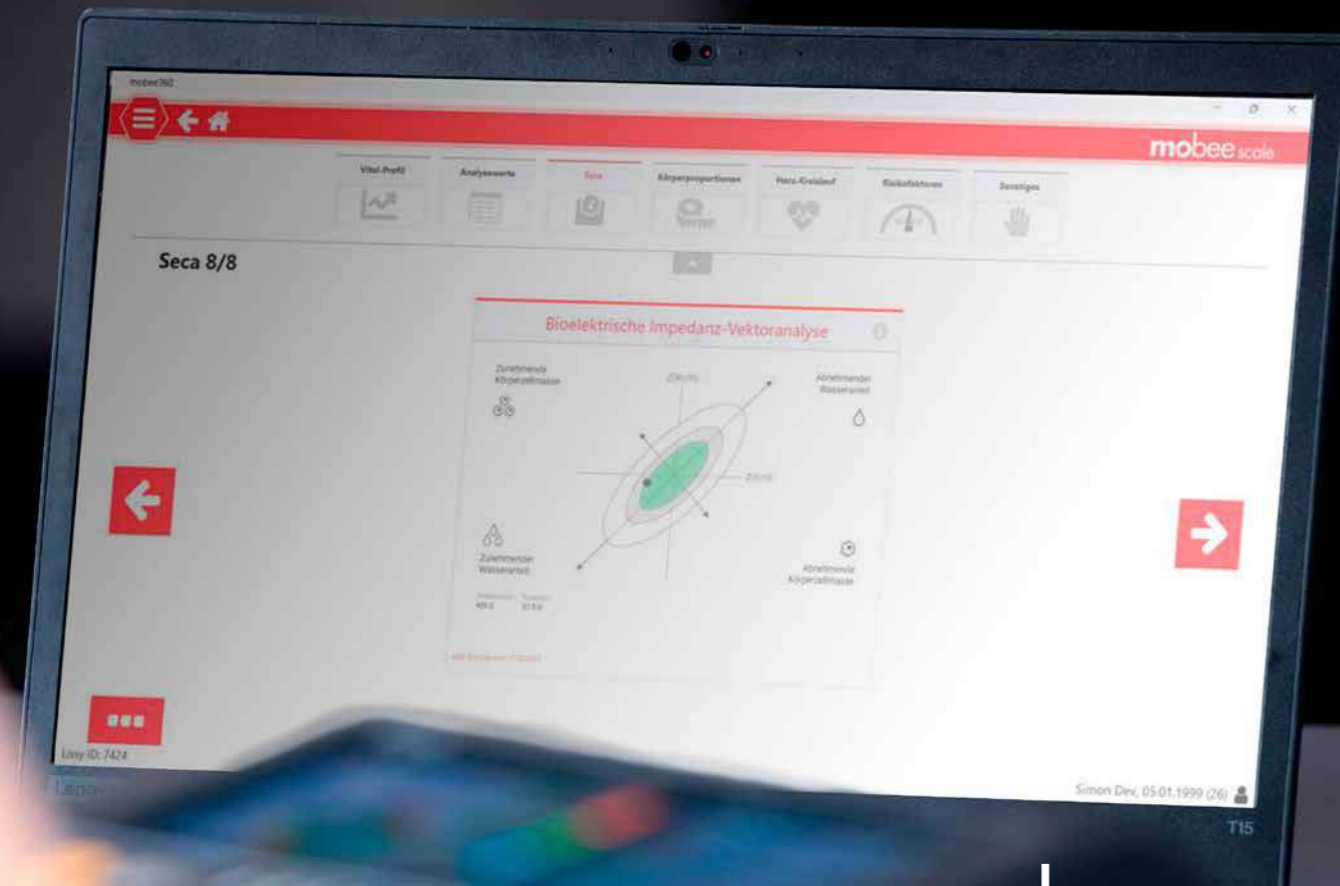 mobee360
mobee scale
Vital-Profil
Analysewerte
Seca
Körperproportionen
Herz-Kreislauf
Risikofaktoren
Sonstiges
Seca 8/8
Bioelektrische Impedanz-Vektoranalyse
Zunehmende
Körperzellmasse
Abnehmender
Wasseranteil
Zunehmender
Wasseranteil
Abnehmende
Körperzellmasse
Lissy ID: 7424
Simon Dev, 05.01.1999 (26)
T15